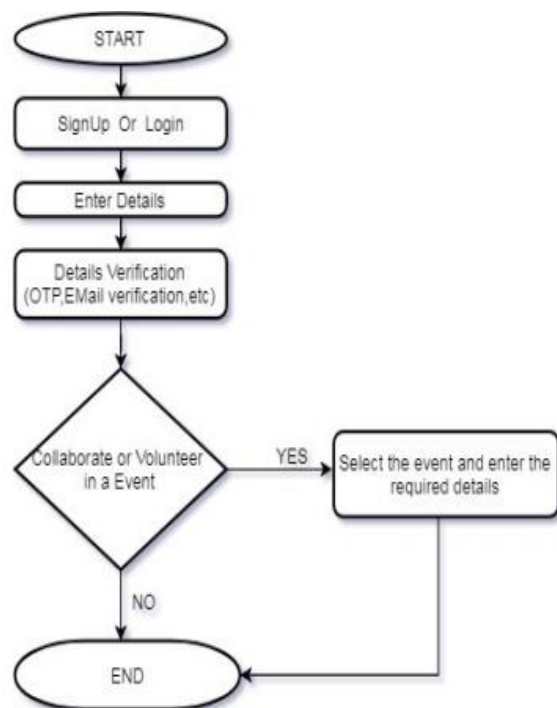 START
SignUp Or Login
Enter Details
Details Verification
(OTP,EMail verification,etc)
Collaborate or Volunteer
in a Event
YES
Select the event and enter the
required details
NO
END